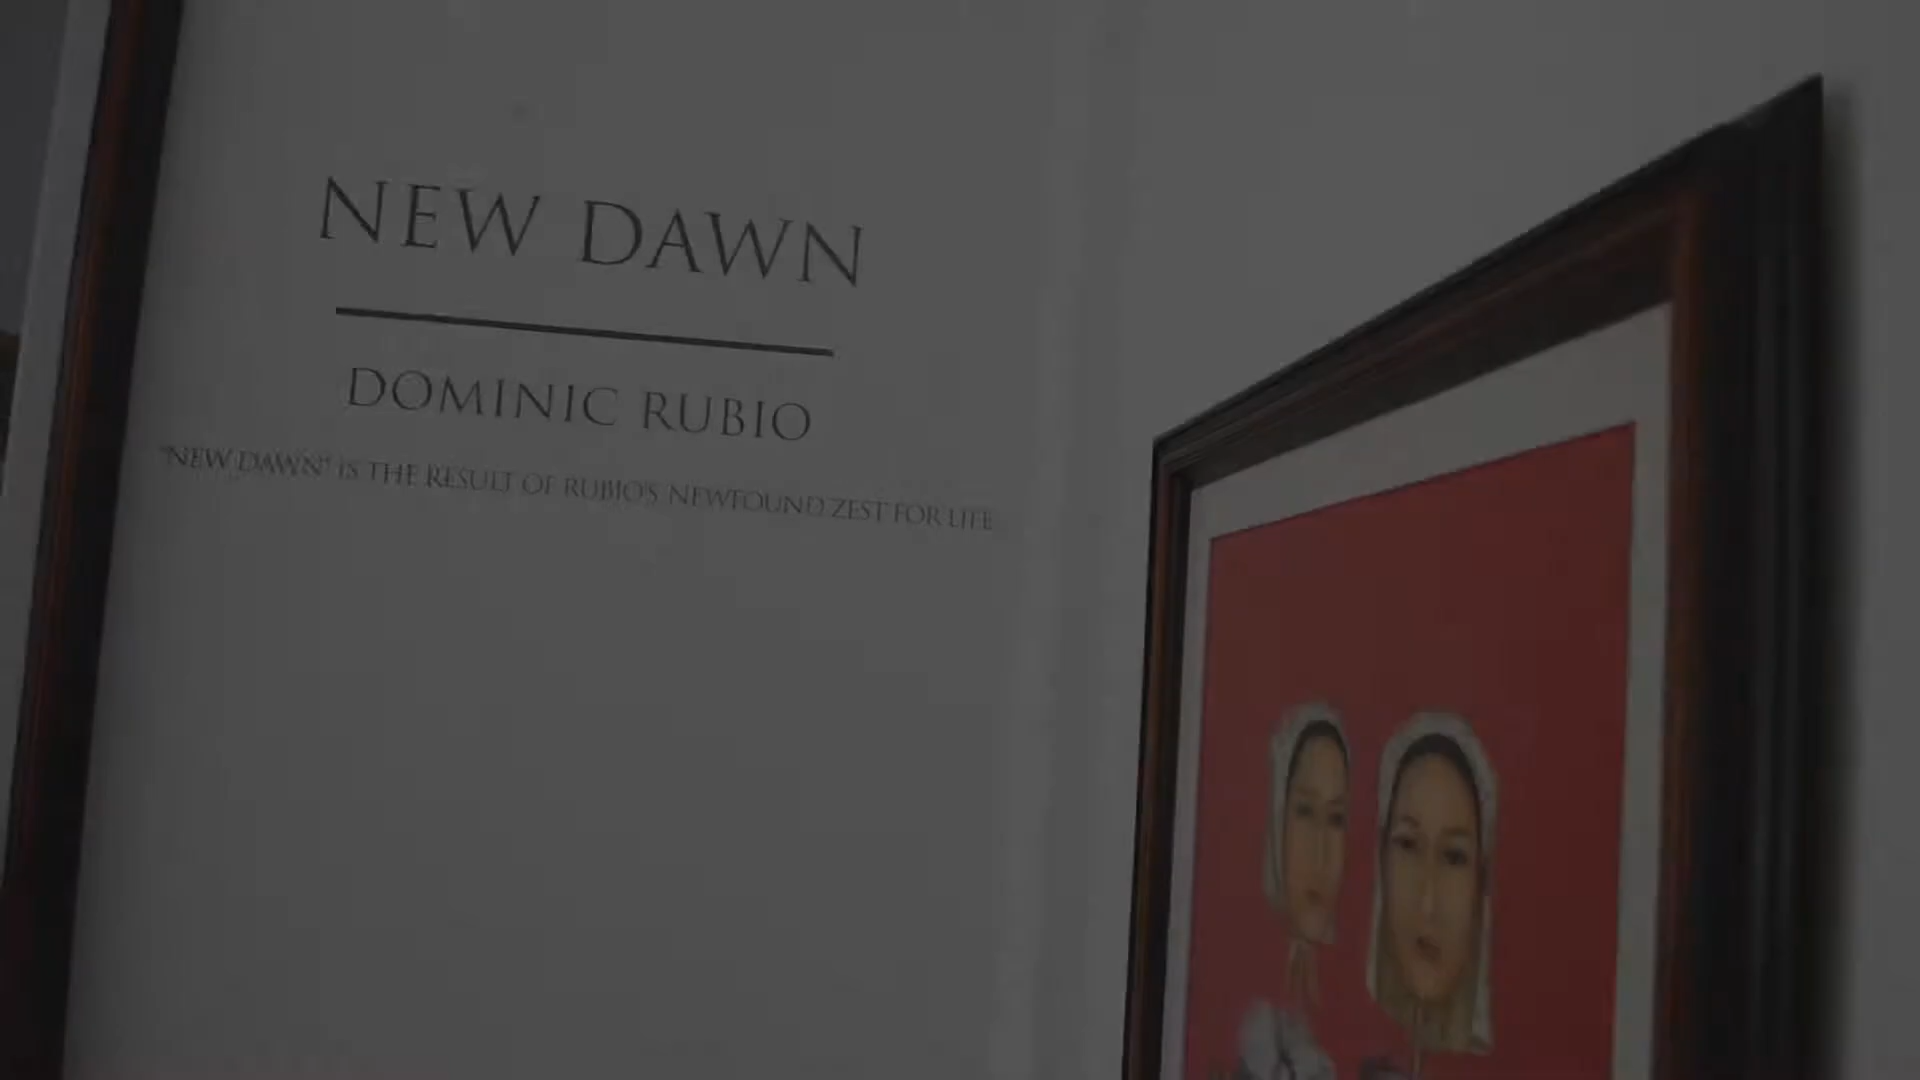 NEW DAWN
DOMINIC RUBIO
"NEW DAWN" IS THE RESULT OF RUBIO'S NEWFOUND ZEST FOR LIFE